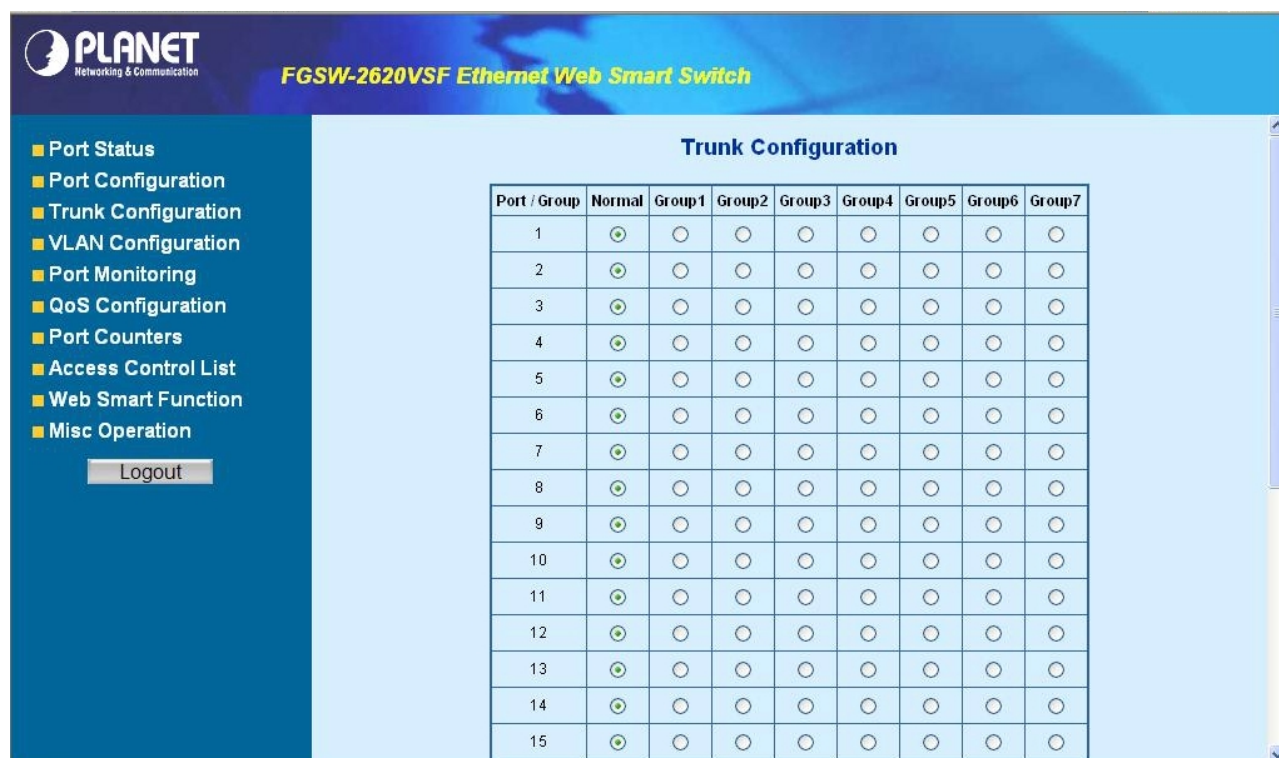 PLANET
Networking & Communication
FGSW-2620VSF Ethernet Web Smart Switch
Port Status
Port Configuration
Trunk Configuration
VLAN Configuration
Port Monitoring
QoS Configuration
Port Counters
Access Control List
Web Smart Function
Misc Operation
Logout
Trunk Configuration
Port / Group Normal Group1 Group2 Group3 Group4 Group5 Group6 Group7
1
2
3
4
5
6
7
8
9
10
11
12
13
14
15